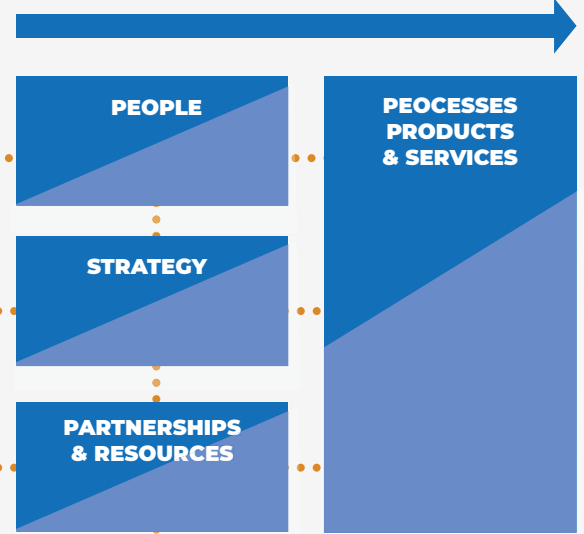 PEOPLE
STRATEGY
PARTNERSHIPS
& RESOURCES
PEOCESSES
PRODUCTS
& SERVICES